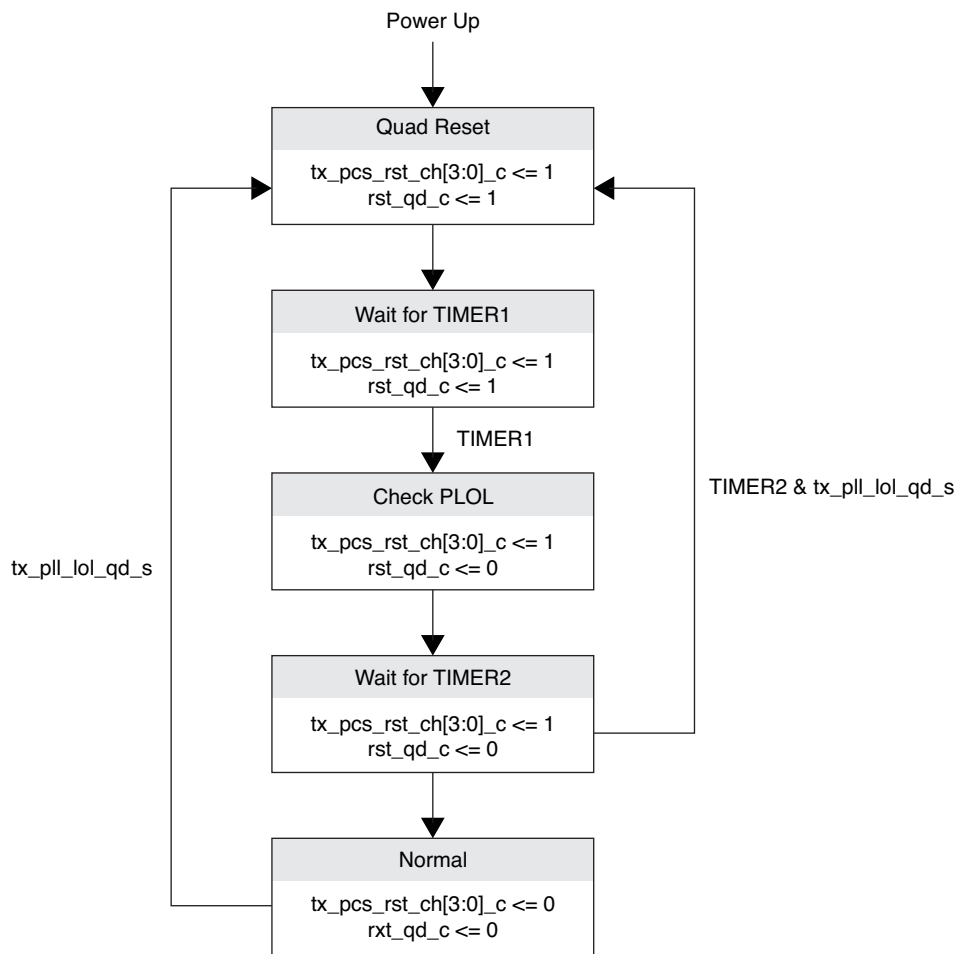 Power Up
Quad Reset
tx_pcs_rst_ch[3:0]_c <= 1
rst_qd_c <= 1
Wait for TIMER1
tx_pcs_rst_ch[3:0]_c <= 1
rst_qd_c <= 1
TIMER1
Check PLOL
tx_pcs_rst_ch[3:0]_c <= 1
rst_qd_c <= 0
TIMER2 & tx_pll_lol_qd_s
tx_pll_lol_qd_s
Wait for TIMER2
tx_pcs_rst_ch[3:0]_c <= 1
rst_qd_c <= 0
Normal
tx_pcs_rst_ch[3:0]_c <= 0
rxt_qd_c <= 0